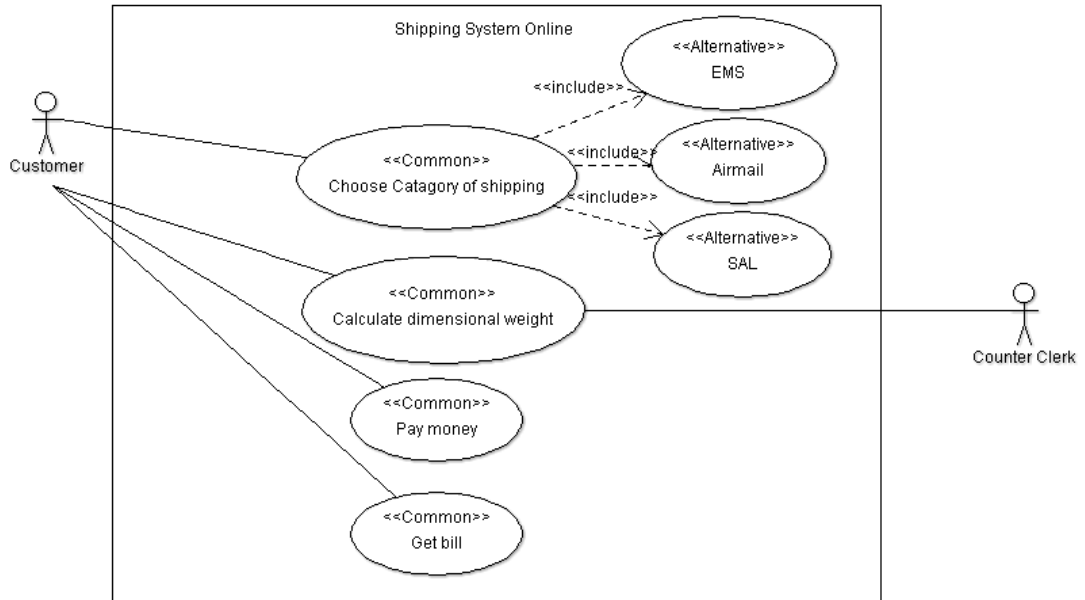 Shipping System Online
<<Alternative>>
EMS
<<include>>
Customer
<<Common>>
Choose Catagory of shipping
<<include>>
<<Alternative>>
Airmail
<<include>>
<<Alternative>>
SAL
<<Common>>
Calculate dimensional weight
Counter Clerk
<<Common>>
Pay money
<<Common>>
Get bill